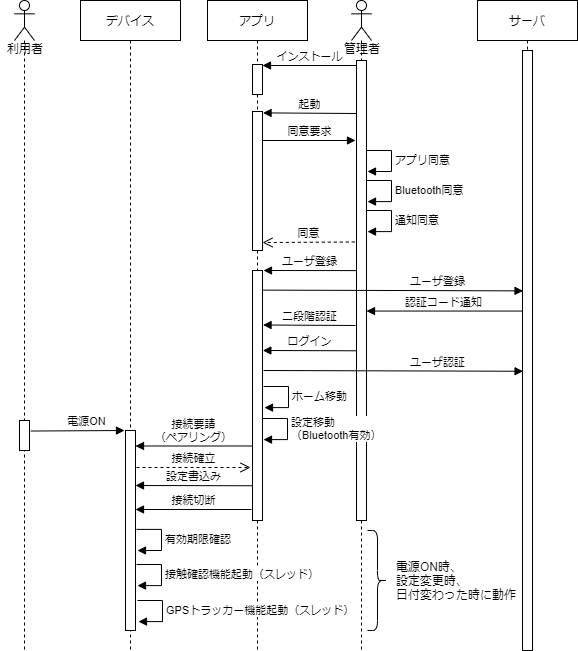 デバイス
アプリ
サーバ
利用者
管理者
インストール
起動
同意要求
アプリ同意
Bluetooth同意
通知同意
同意
ユーザ登録
ユーザ登録
認証コード通知
二段階認証
ログイン
ユーザ認証
ホーム移動
電源ON
設定移動
（Bluetooth有効）
接続要請
（ペアリング）
接続確立
設定書込み
接続切断
有効期限確認
接触確認機能起動（スレッド）
GPSトラッカー機能起動（スレッド）
電源ON時、
設定変更時、
日付変わった時に動作